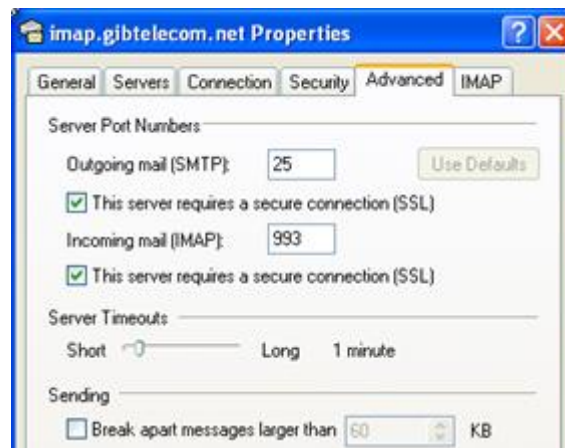 imap.gibtelecom.net Properties
General Servers Connection Security Advanced IMAP
Server Port Numbers
Outgoing mail (SMTP): 25 Use Defaults
This server requires a secure connection (SSL)
Incoming mail (IMAP): 993
This server requires a secure connection (SSL)
Server Timeouts
Short Long 1 minute
Sending
Break apart messages larger than 60 KB